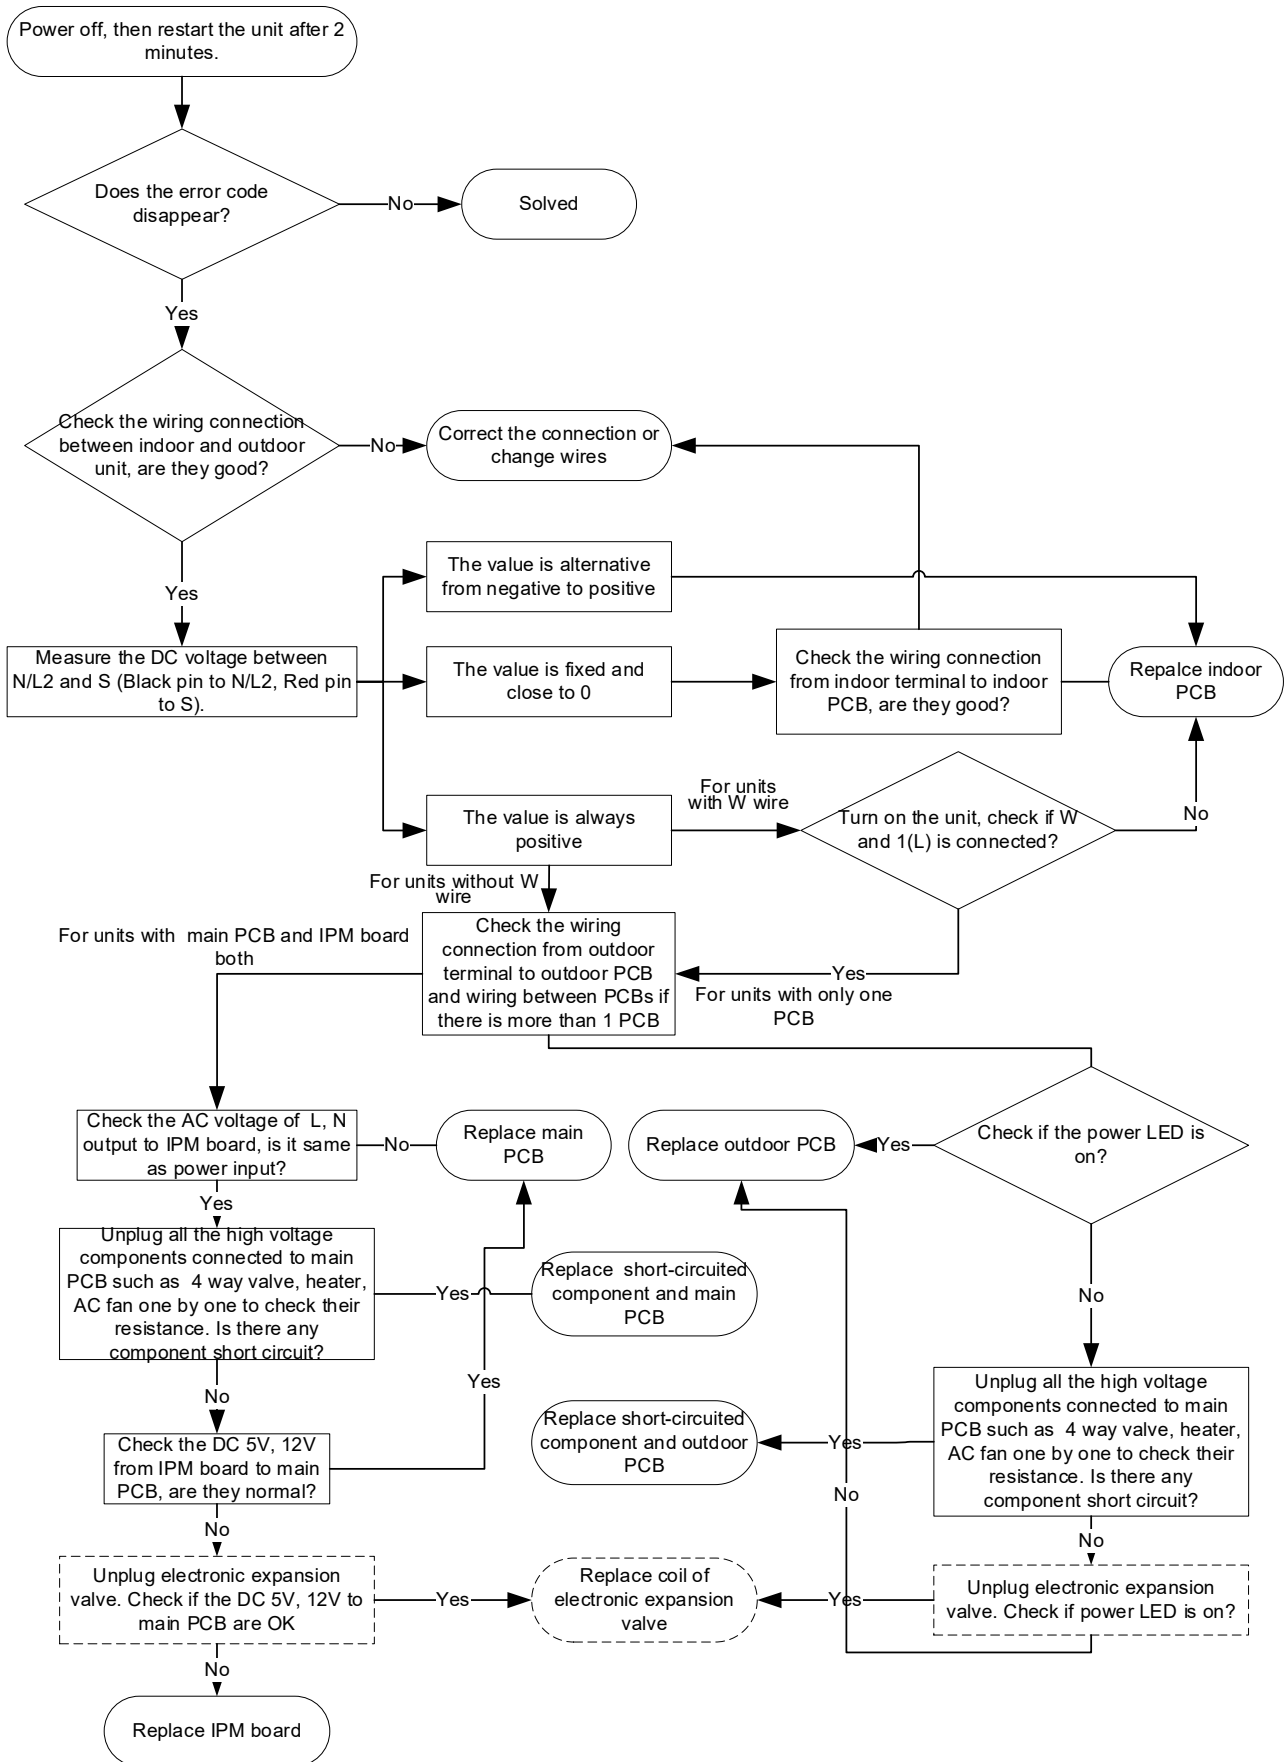 Power off, then restart the unit after 2
minutes.
Does the error code
disappear?
No
Solved
Yes
Check the wiring connection
between indoor and outdoor
unit, are they good?
No
Correct the connection or
change wires
Yes
The value is alternative
from negative to positive
Measure the DC voltage between
N/L2 and S (Black pin to N/L2, Red pin
to S).
The value is fixed and
close to 0
Check the wiring connection
from indoor terminal to indoor
PCB, are they good?
Repalce indoor
PCB
The value is always
positive
For units
with W wire
Turn on the unit, check if W
and 1(L) is connected?
No
For units without W
wire
For units with  main PCB and IPM board
both
Check the wiring
connection from outdoor
terminal to outdoor PCB
and wiring between PCBs if
there is more than 1 PCB
Yes
For units with only one
PCB
Check the AC voltage of  L, N
output to IPM board, is it same
as power input?
No
Replace main
PCB
Replace outdoor PCB
Yes
Check if the power LED is
on?
Yes
Unplug all the high voltage
components connected to main
PCB such as  4 way valve, heater,
AC fan one by one to check their
resistance. Is there any
component short circuit?
Yes
Replace  short-circuited
component and main
PCB
No
No
Yes
Check the DC 5V, 12V
from IPM board to main
PCB, are they normal?
Replace short-circuited
component and outdoor
PCB
Yes
Unplug all the high voltage
components connected to main
PCB such as  4 way valve, heater,
AC fan one by one to check their
resistance. Is there any
component short circuit?
No
No
No
Unplug electronic expansion
valve. Check if the DC 5V, 12V to
main PCB are OK
Yes
Replace coil of
electronic expansion
valve
Yes
Unplug electronic expansion
valve. Check if power LED is on?
No
Replace IPM board